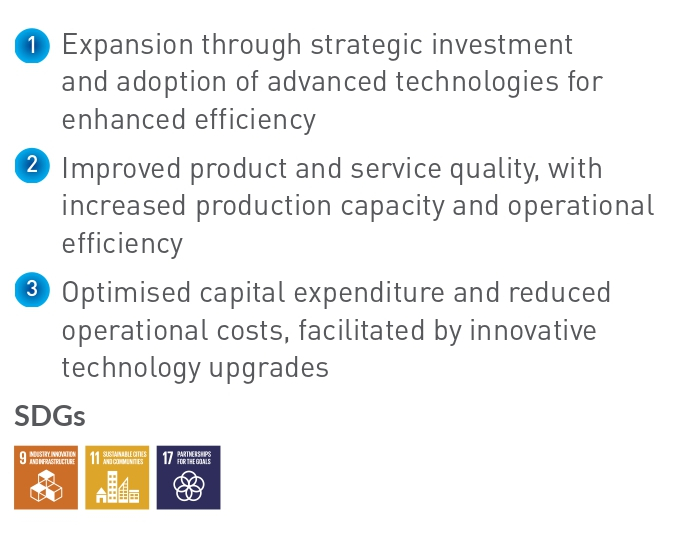 1 Expansion through strategic investment
and adoption of advanced technologies for
enhanced efficiency
2 Improved product and service quality, with
increased production capacity and operational
efficiency
3 Optimised capital expenditure and reduced
operational costs, facilitated by innovative
technology upgrades
SDGs
9 INDUSTRY, INNOVATION
AND INFRASTRUCTURE
11 SUSTAINABLE CITIES
AND COMMUNITIES
17 PARTNERSHIPS
FOR THE GOALS